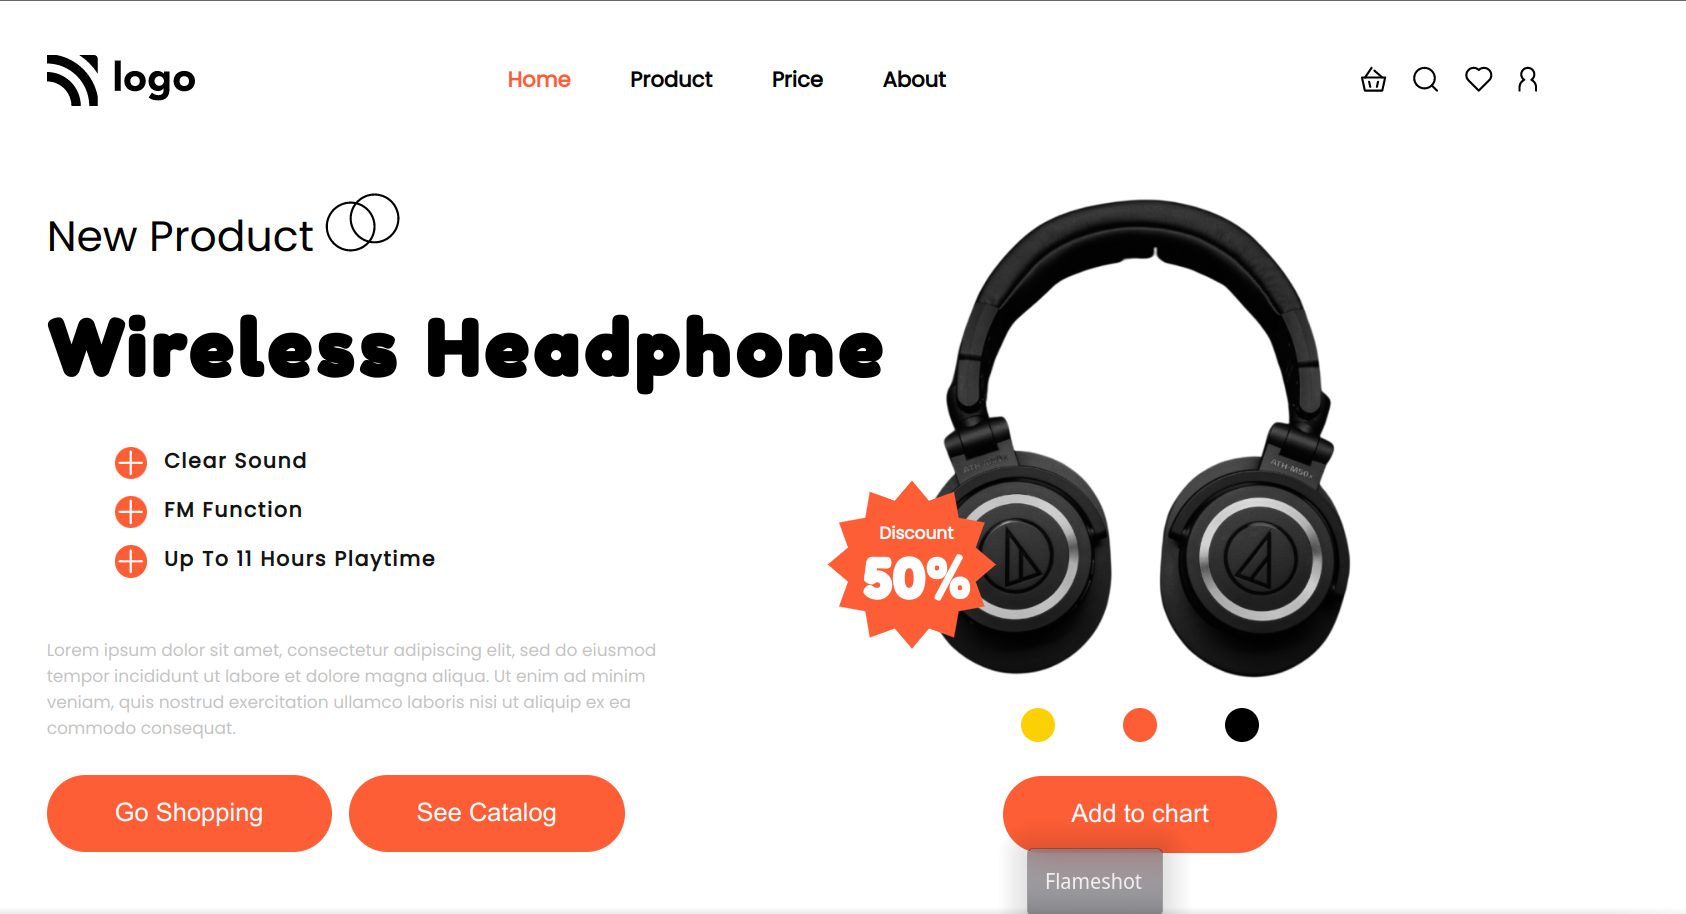 logo
Home Product Price About
New Product
Wireless Headphone
Clear Sound
FM Function
Up To 11 Hours Playtime
Lorem ipsum dolor sit amet, consectetur adipiscing elit, sed do eiusmod
tempor incididunt ut labore et dolore magna aliqua. Ut enim ad minim
veniam, quis nostrud exercitation ullamco laboris nisi ut aliquip ex ea
commodo consequat.
Go Shopping
See Catalog
ATH-M50x
Discount
50%
Add to chart
Flameshot